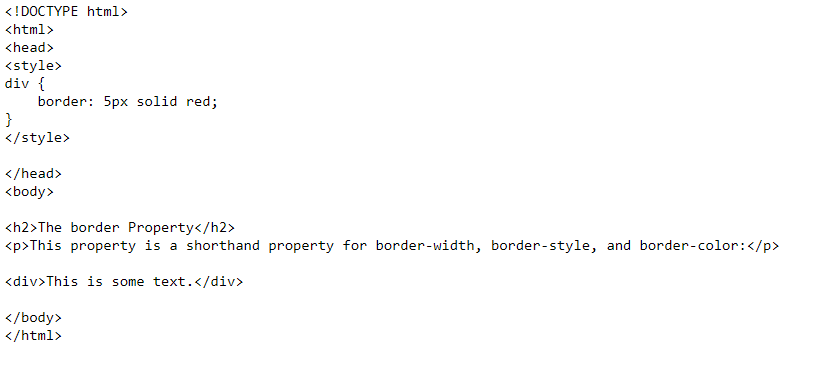 <!DOCTYPE html>
<html>
<head>
<style>
div {
    border: 5px solid red;
}
</style>
</head>
<body>
<h2>The border Property</h2>
<p>This property is a shorthand property for border-width, border-style, and border-color:</p>
<div>This is some text.</div>
</body>
</html>